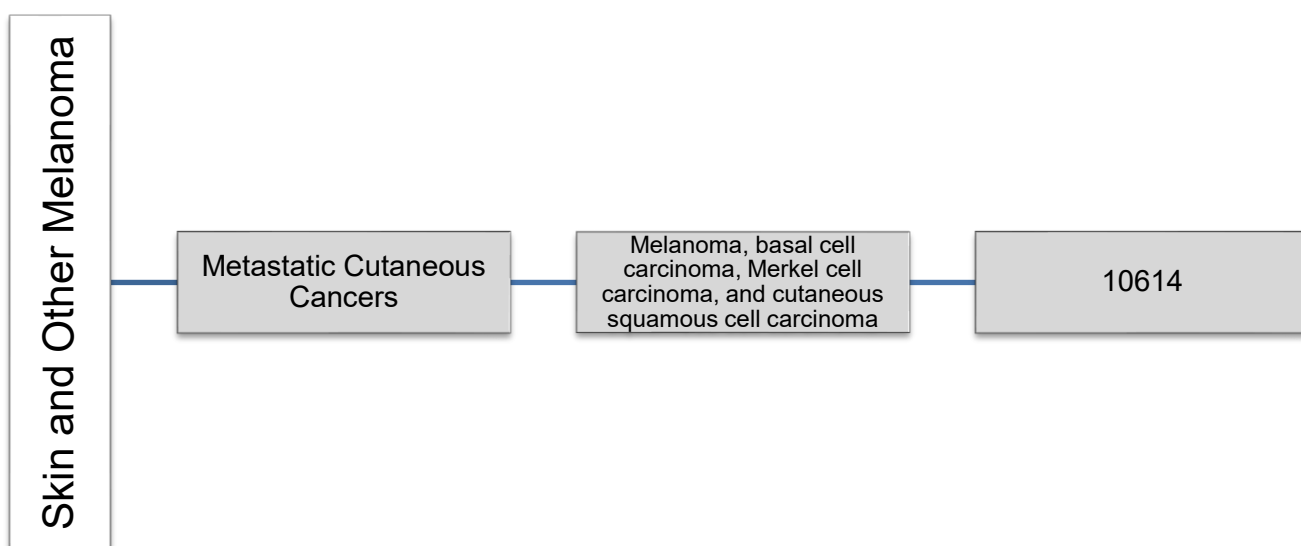 Skin and Other Melanoma
Metastatic Cutaneous
Cancers
Melanoma, basal cell
carcinoma, Merkel cell
carcinoma, and cutaneous
squamous cell carcinoma
10614